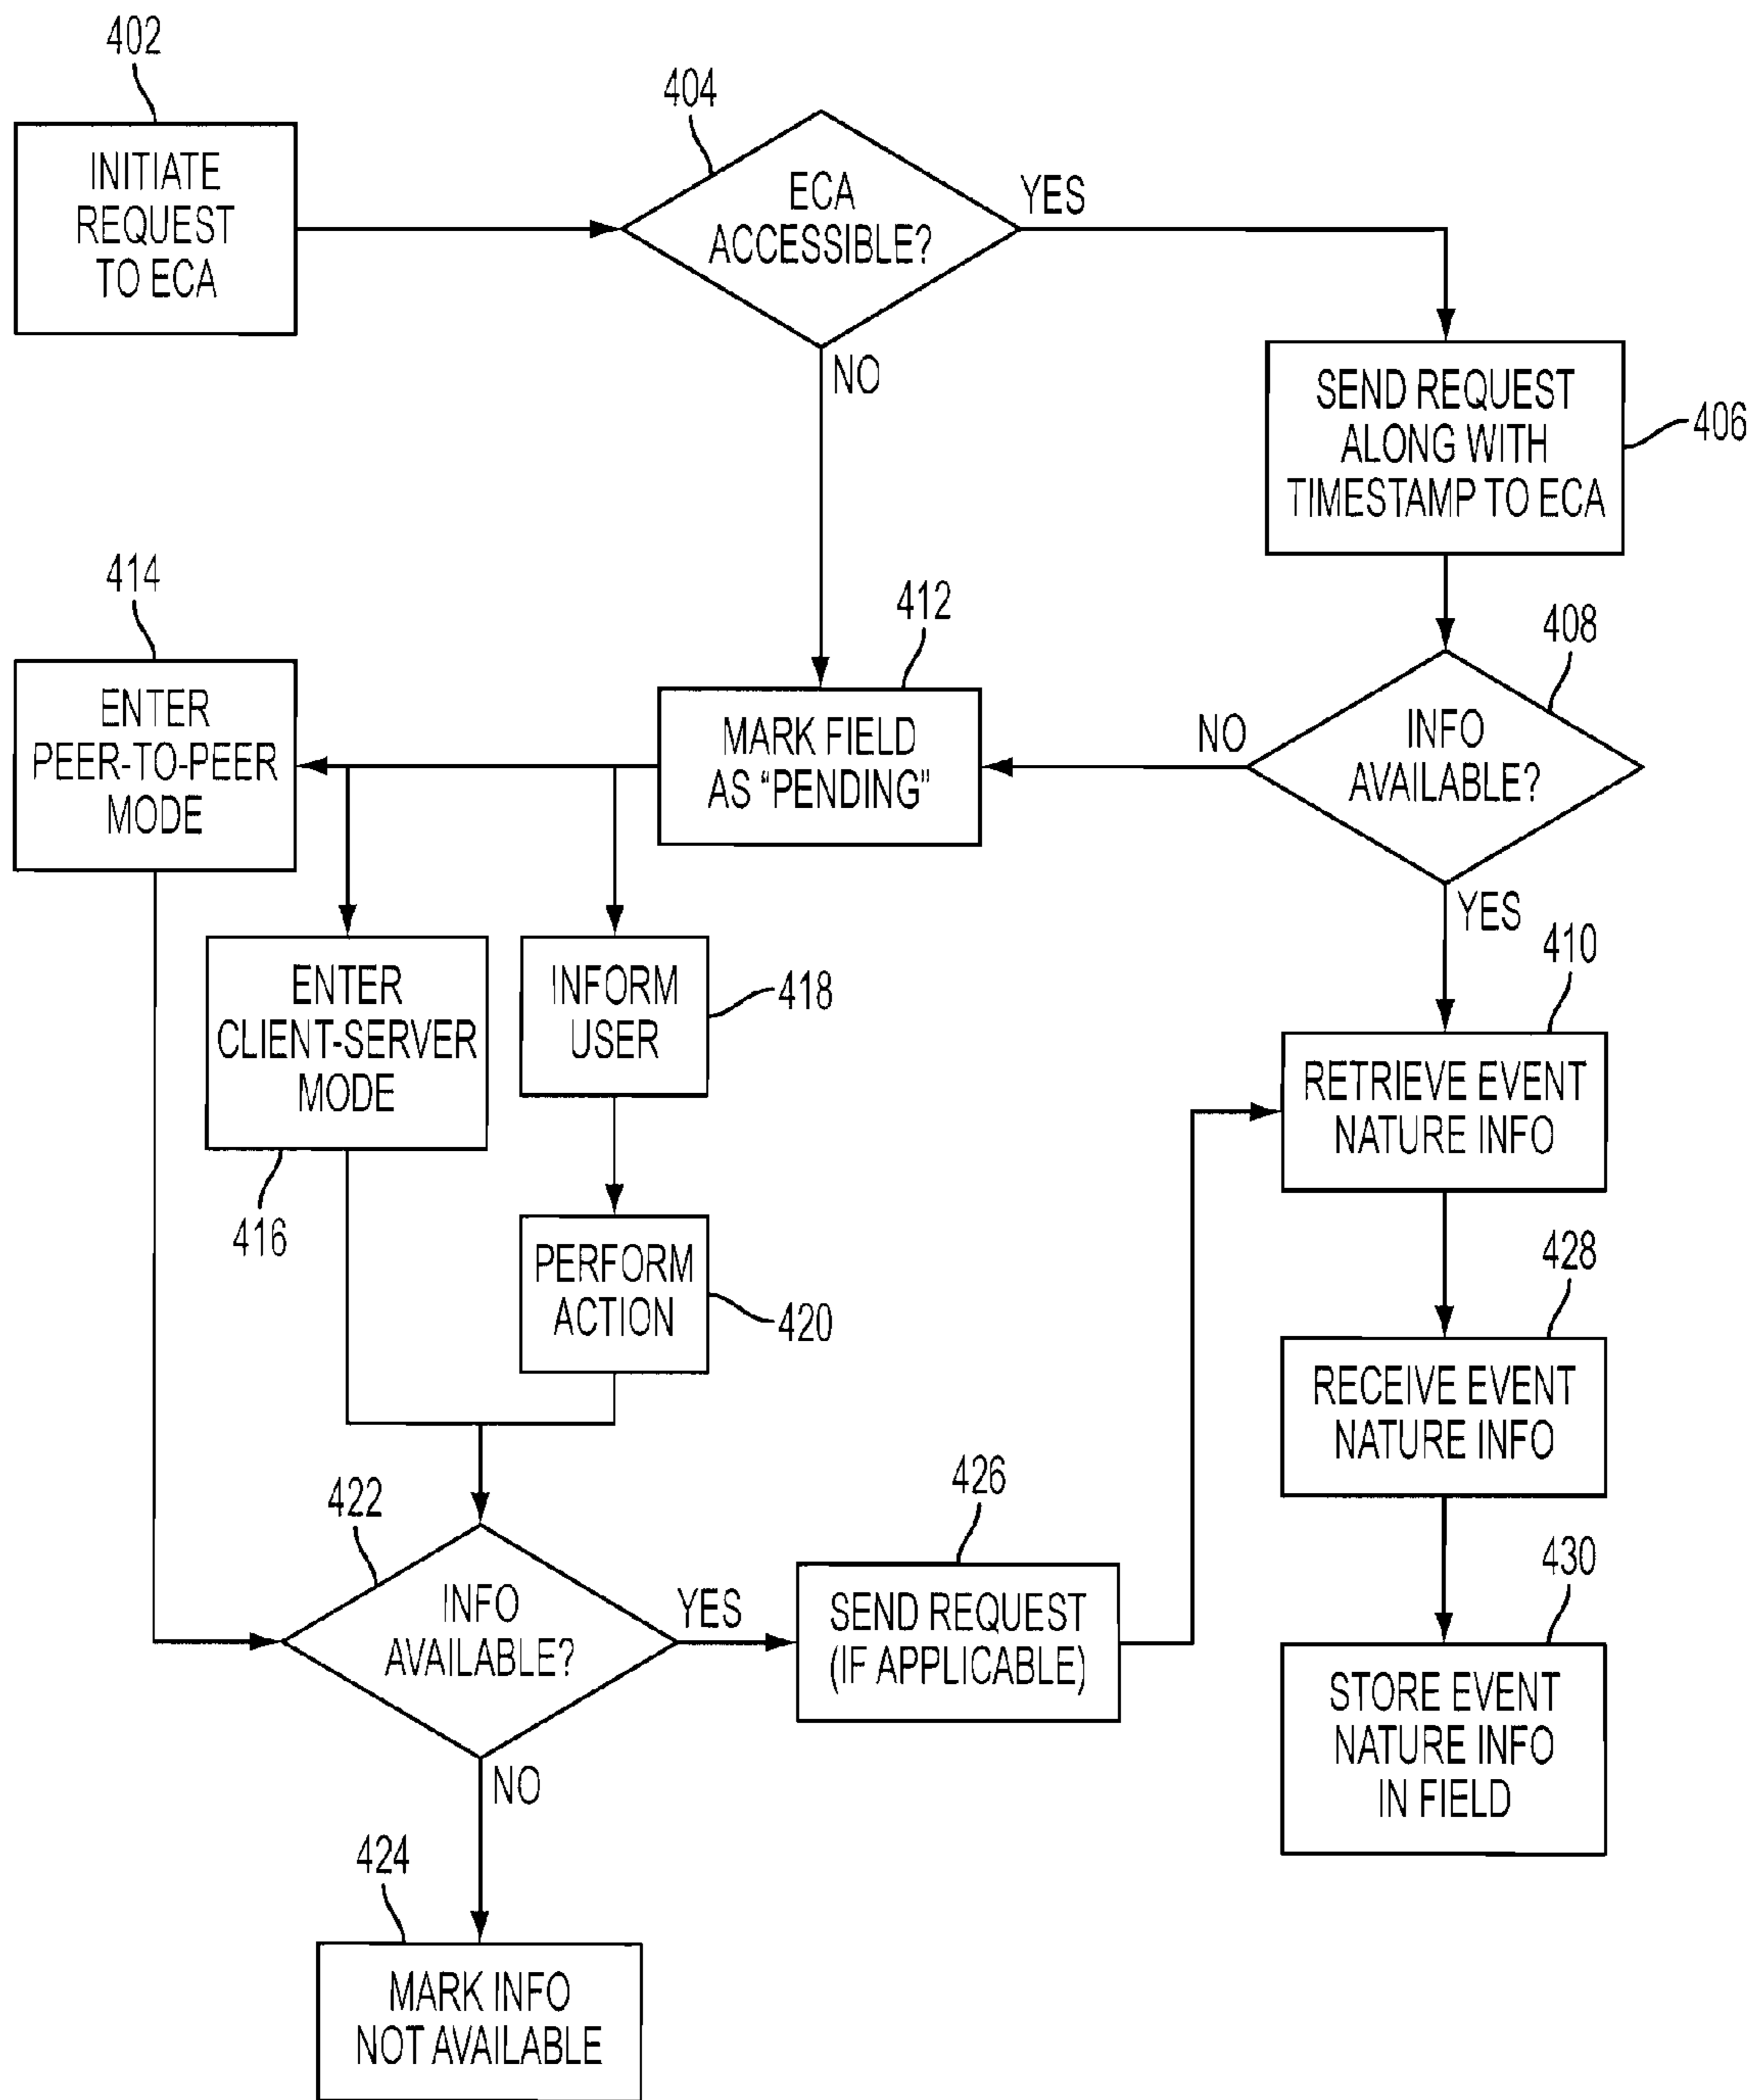 402
INITIATE
REQUEST
TO ECA
404
ECA
ACCESSIBLE?
YES
NO
SEND REQUEST
ALONG WITH
TIMESTAMP TO ECA
406
408
INFO
AVAILABLE?
NO
YES
412
MARK FIELD
AS “PENDING”
414
ENTER
PEER-TO-PEER
MODE
ENTER
CLIENT-SERVER
MODE
416
INFORM
USER
418
PERFORM
ACTION
420
410
RETRIEVE EVENT
NATURE INFO
428
RECEIVE EVENT
NATURE INFO
430
STORE EVENT
NATURE INFO
IN FIELD
422
INFO
AVAILABLE?
YES
NO
426
SEND REQUEST
(IF APPLICABLE)
424
MARK INFO
NOT AVAILABLE